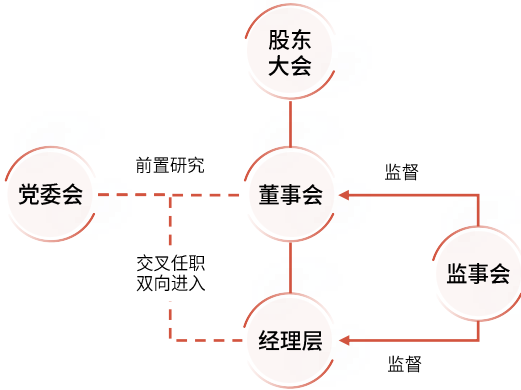 股东
大会
前置研究
监督
党委会
董事会
交叉任职
双向进入
监事会
经理层
监督